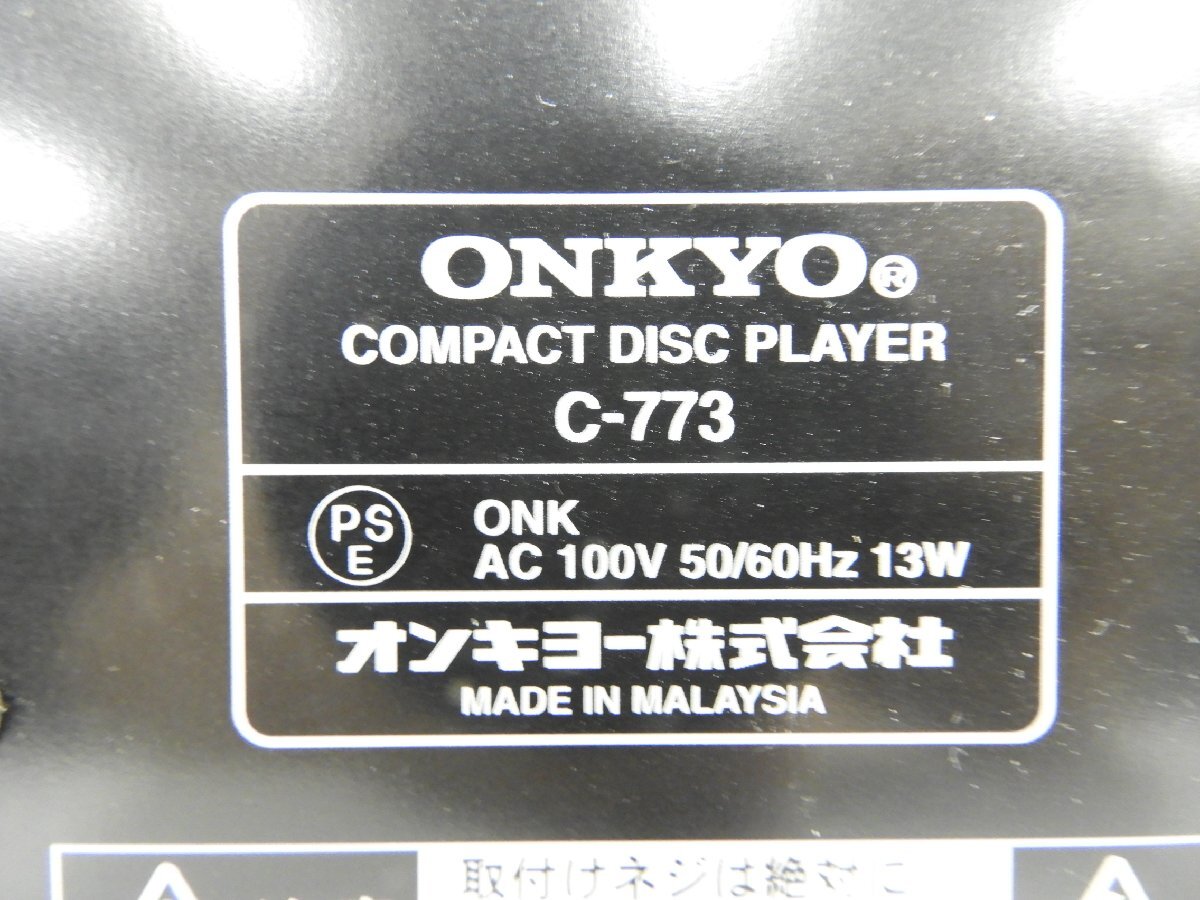 ONKYO®
COMPACT DISC PLAYER
C-773
PS
E
ONK
AC 100V 50/60Hz 13W
オンキヨー株式会社
MADE IN MALAYSIA
取付けネジは絶対に